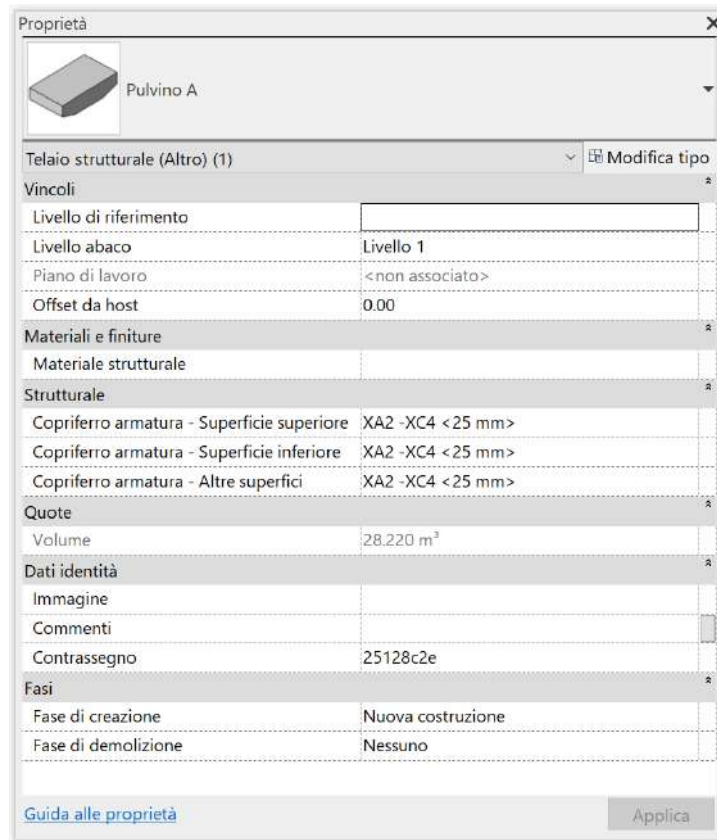 Proprietà X
Pulvino A
Telaio strutturale (Altro) (1) Modifica tipo
Vincoli
Livello di riferimento
Livello abaco Livello 1
Piano di lavoro <non associato>
Offset da host 0.00
Materiali e finiture
Materiale strutturale
Strutturale
Copriferro armatura - Superficie superiore XA2 -XC4 <25 mm>
Copriferro armatura - Superficie inferiore XA2 -XC4 <25 mm>
Copriferro armatura - Altre superfici XA2 -XC4 <25 mm>
Quote
Volume 28.220 m³
Dati identità
Immagine
Commenti
Contrassegno 25128c2e
Fasi
Fase di creazione Nuova costruzione
Fase di demolizione Nessuno
Guida alle proprietà Applica